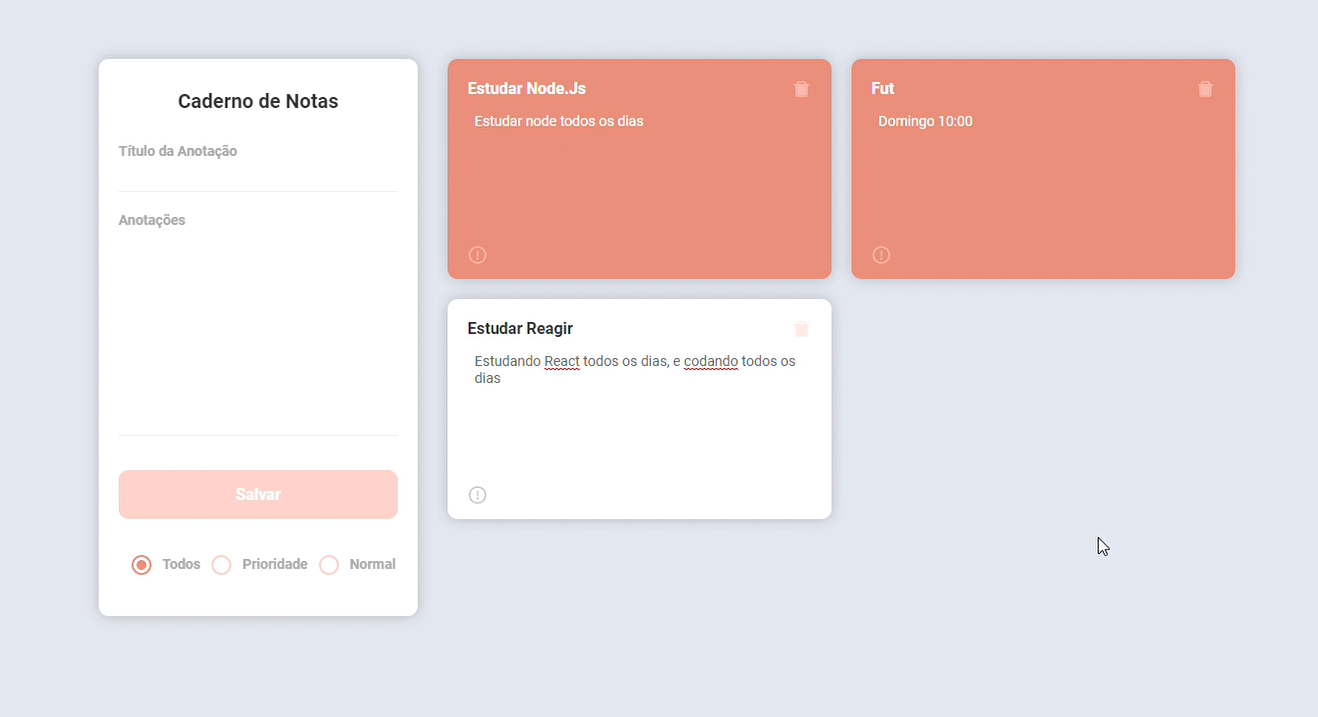 Caderno de Notas
Título da Anotação
Anotações
Salvar
Todos Prioridade Normal
Estudar Node.Js
Estudar node todos os dias
Fut
Domingo 10:00
Estudar Reagir
Estudando React todos os dias, e codando todos os
dias